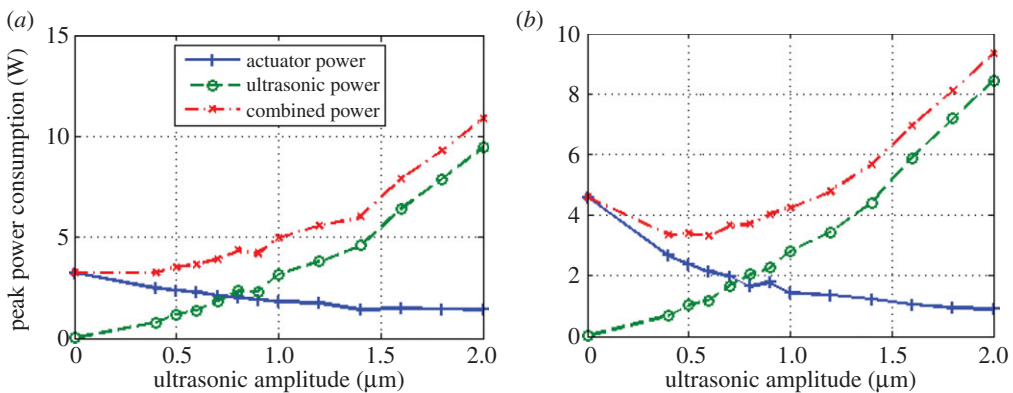 (a)
(b)
peak power consumption (W)
15
10
5
0
actuator power
ultrasonic power
combined power
0 0.5 1.0 1.5 2.0
ultrasonic amplitude (μm)
10
8
6
4
2
0
0 0.5 1.0 1.5 2.0
ultrasonic amplitude (μm)